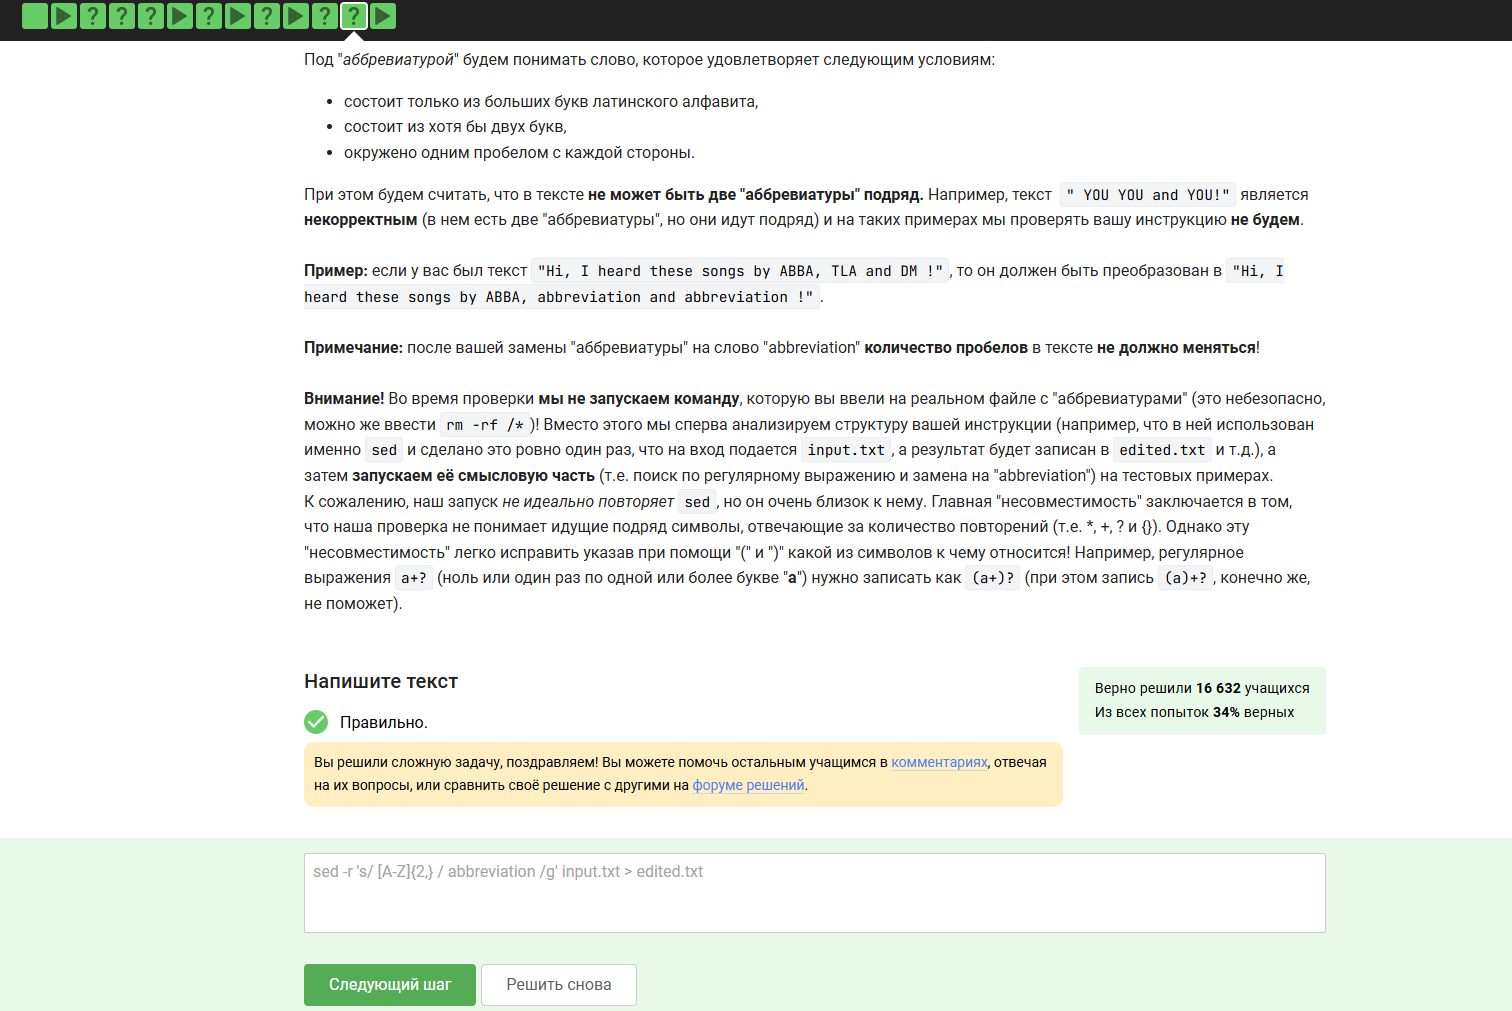 ? ? ? ? ? ? ?
Под "аббревиатурой" будем понимать слово, которое удовлетворяет следующим условиям:
• состоит только из больших букв латинского алфавита,
• состоит из хотя бы двух букв,
• окружено одним пробелом с каждой стороны.
При этом будем считать, что в тексте не может быть две "аббревиатуры" подряд. Например, текст " YOU YOU and YOU!" является
некорректным (в нем есть две "аббревиатуры", но они идут подряд) и на таких примерах мы проверять вашу инструкцию не будем.
Пример: если у вас был текст "Hi, I heard these songs by ABBA, TLA and DM !", то он должен быть преобразован в "Hi, I
heard these songs by ABBA, abbreviation and abbreviation !".
Примечание: после вашей замены "аббревиатуры" на слово "abbreviation" количество пробелов в тексте не должно меняться!
Внимание! Во время проверки мы не запускаем команду, которую вы ввели на реальном файле с "аббревиатурами" (это небезопасно,
можно же ввести rm -rf /*)! Вместо этого мы сперва анализируем структуру вашей инструкции (например, что в ней использован
именно sed и сделано это ровно один раз, что на вход подается input.txt, а результат будет записан в edited.txt и т.д.), а
затем запускаем её смысловую часть (т.е. поиск по регулярному выражению и замена на "abbreviation") на тестовых примерах.
К сожалению, наш запуск не идеально повторяет sed, но он очень близок к нему. Главная "несовместимость" заключается в том,
что наша проверка не понимает идущие подряд символы, отвечающие за количество повторений (т.е. *, +, ? и {}). Однако эту
"несовместимость" легко исправить указав при помощи "(" и ")" какой из символов к чему относится! Например, регулярное
выражения a+? (ноль или один раз по одной или более букве "a") нужно записать как (a+)? (при этом запись (a)+?, конечно же,
не поможет).
Напишите текст
Верно решили 16 632 учащихся
Из всех попыток 34% верных
Правильно.
Вы решили сложную задачу, поздравляем! Вы можете помочь остальным учащимся в комментариях, отвечая
на их вопросы, или сравнить своё решение с другими на форуме решений.
sed -r 's/ [A-Z]{2,} / abbreviation /g' input.txt > edited.txt
Следующий шаг Решить снова